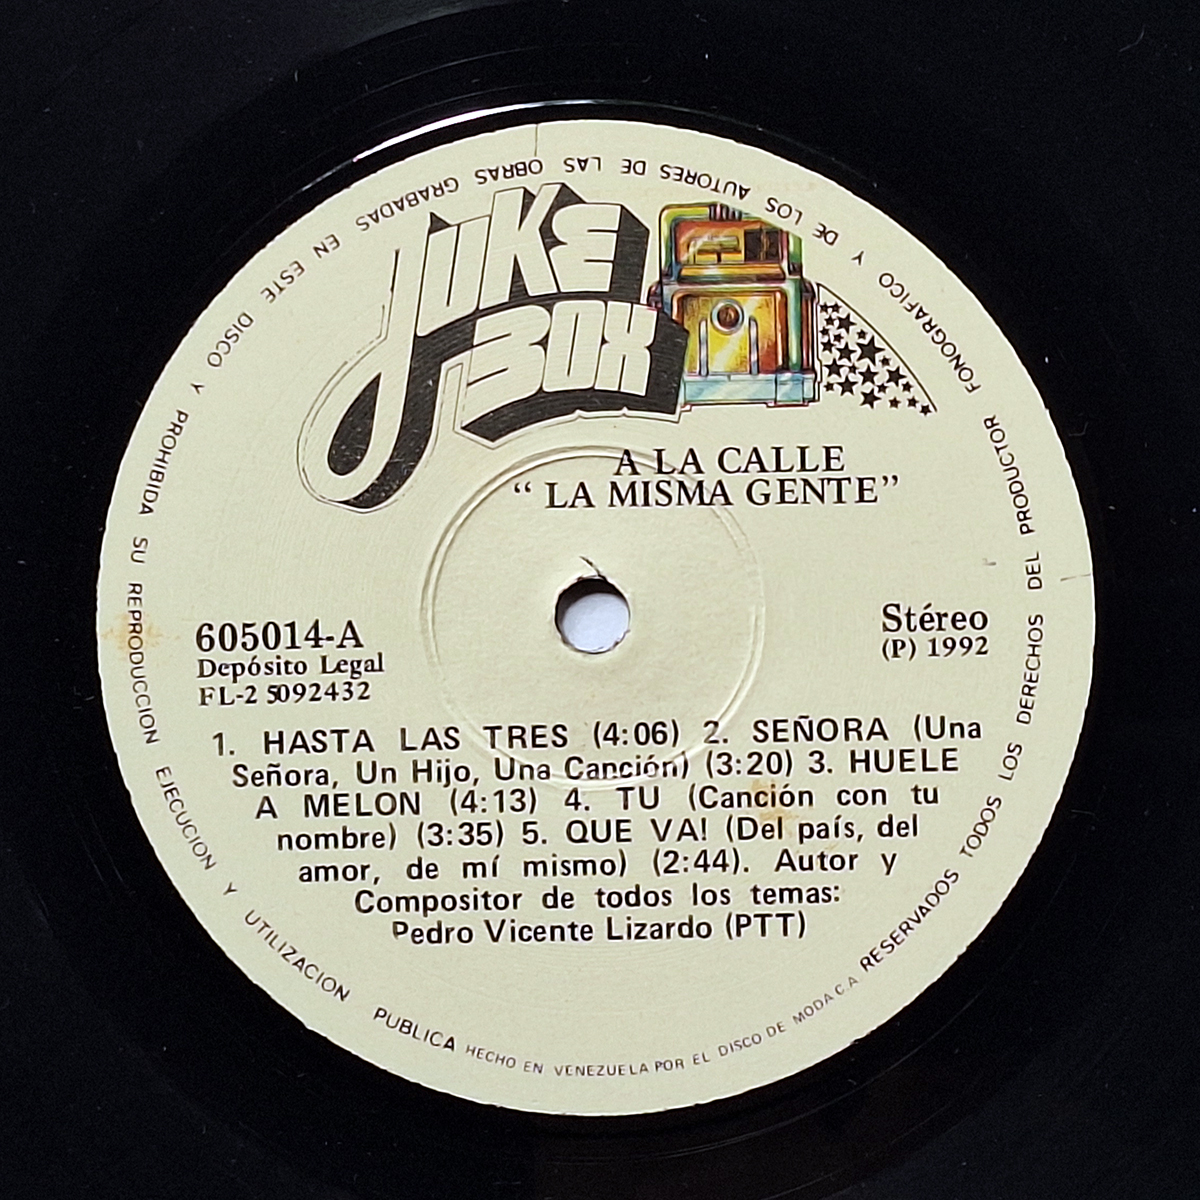 JUKE
BOX
A LA CALLE
“ LA MISMA GENTE”
605014-A
Depósito Legal
FL-2 5092432
Stéreo
(P) 1992
1. HASTA LAS TRES (4:06) 2. SEÑORA (Una
Señora, Un Hijo, Una Canción) (3:20) 3. HUELE
A MELON (4:13) 4. TU (Canción con tu
nombre) (3:35) 5. QUE VA! (Del país, del
amor, de mí mismo) (2:44). Autor y
Compositor de todos los temas:
Pedro Vicente Lizardo (PTT)
RESERVADOS TODOS LOS DERECHOS DEL PRODUCTOR FONOGRAFICO Y DE LOS AUTORES DE LAS OBRAS GRABADAS EN ESTE DISCO Y PROHIBIDA SU REPRODUCCION EJECUCION Y UTILIZACION PUBLICA
HECHO EN VENEZUELA POR EL DISCO DE MODA C.A